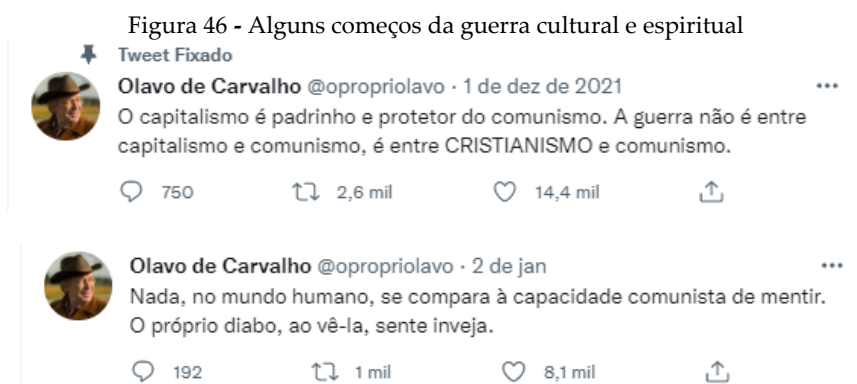 Figura 46 - Alguns começos da guerra cultural e espiritual
Tweet Fixado
Olavo de Carvalho @opropriolavo · 1 de dez de 2021
O capitalismo é padrinho e protetor do comunismo. A guerra não é entre
capitalismo e comunismo, é entre CRISTIANISMO e comunismo.
750 2,6 mil 14,4 mil
Olavo de Carvalho @opropriolavo · 2 de jan
Nada, no mundo humano, se compara à capacidade comunista de mentir.
O próprio diabo, ao vê-la, sente inveja.
192 1 mil 8,1 mil